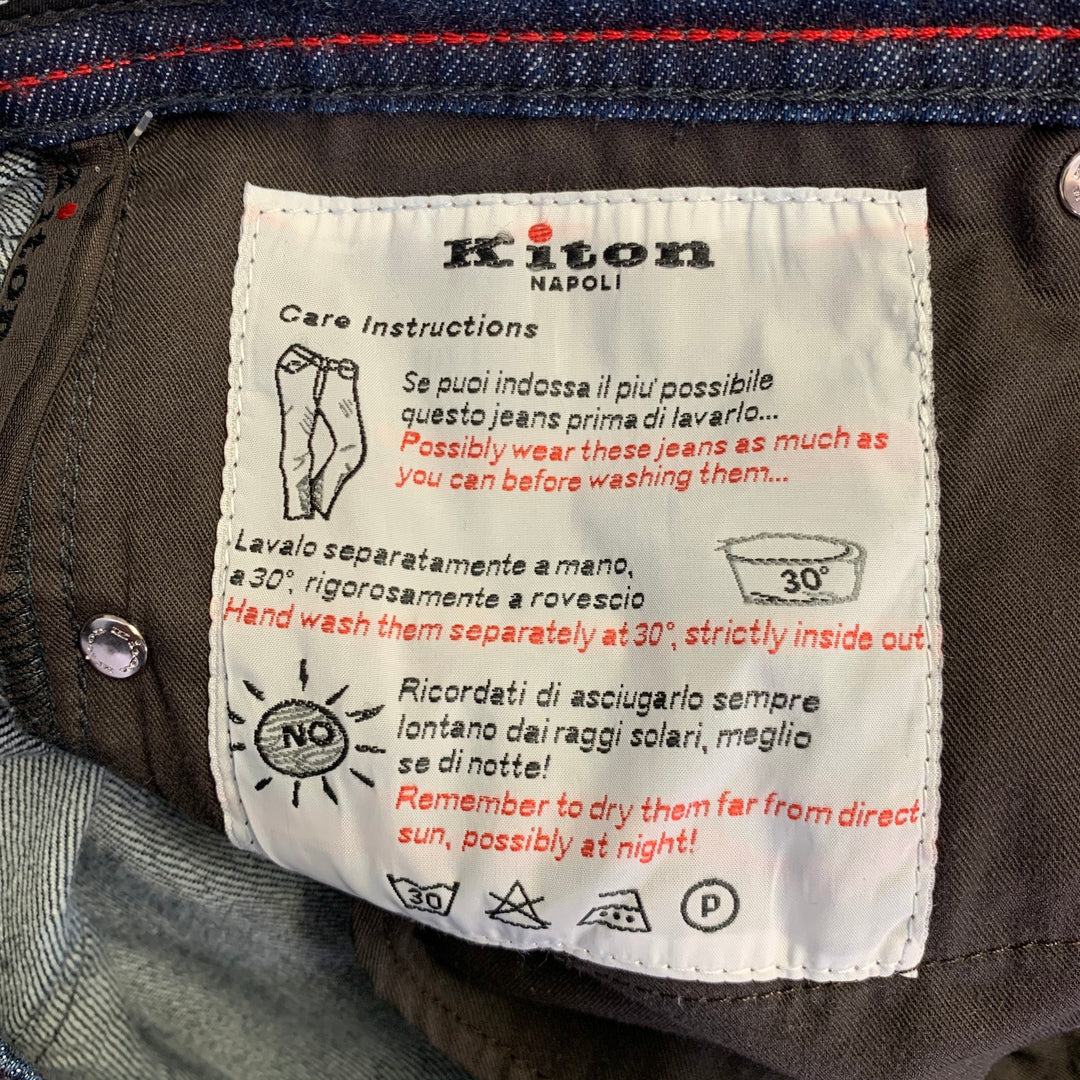 Kiton
NAPOLI
Care Instructions
Se puoi indossa il piu' possibile
questo jeans prima di lavarlo...
Possibly wear these jeans as much as
you can before washing them...
Lavalo separatamente a mano,
a 30°, rigorosamente a rovescio
30°
Hand wash them separately at 30°, strictly inside out
NO
Ricordati di asciugarlo sempre
lontano dai raggi solari, meglio
se di notte!
Remember to dry them far from direct
sun, possibly at night!
30
P
Kiton